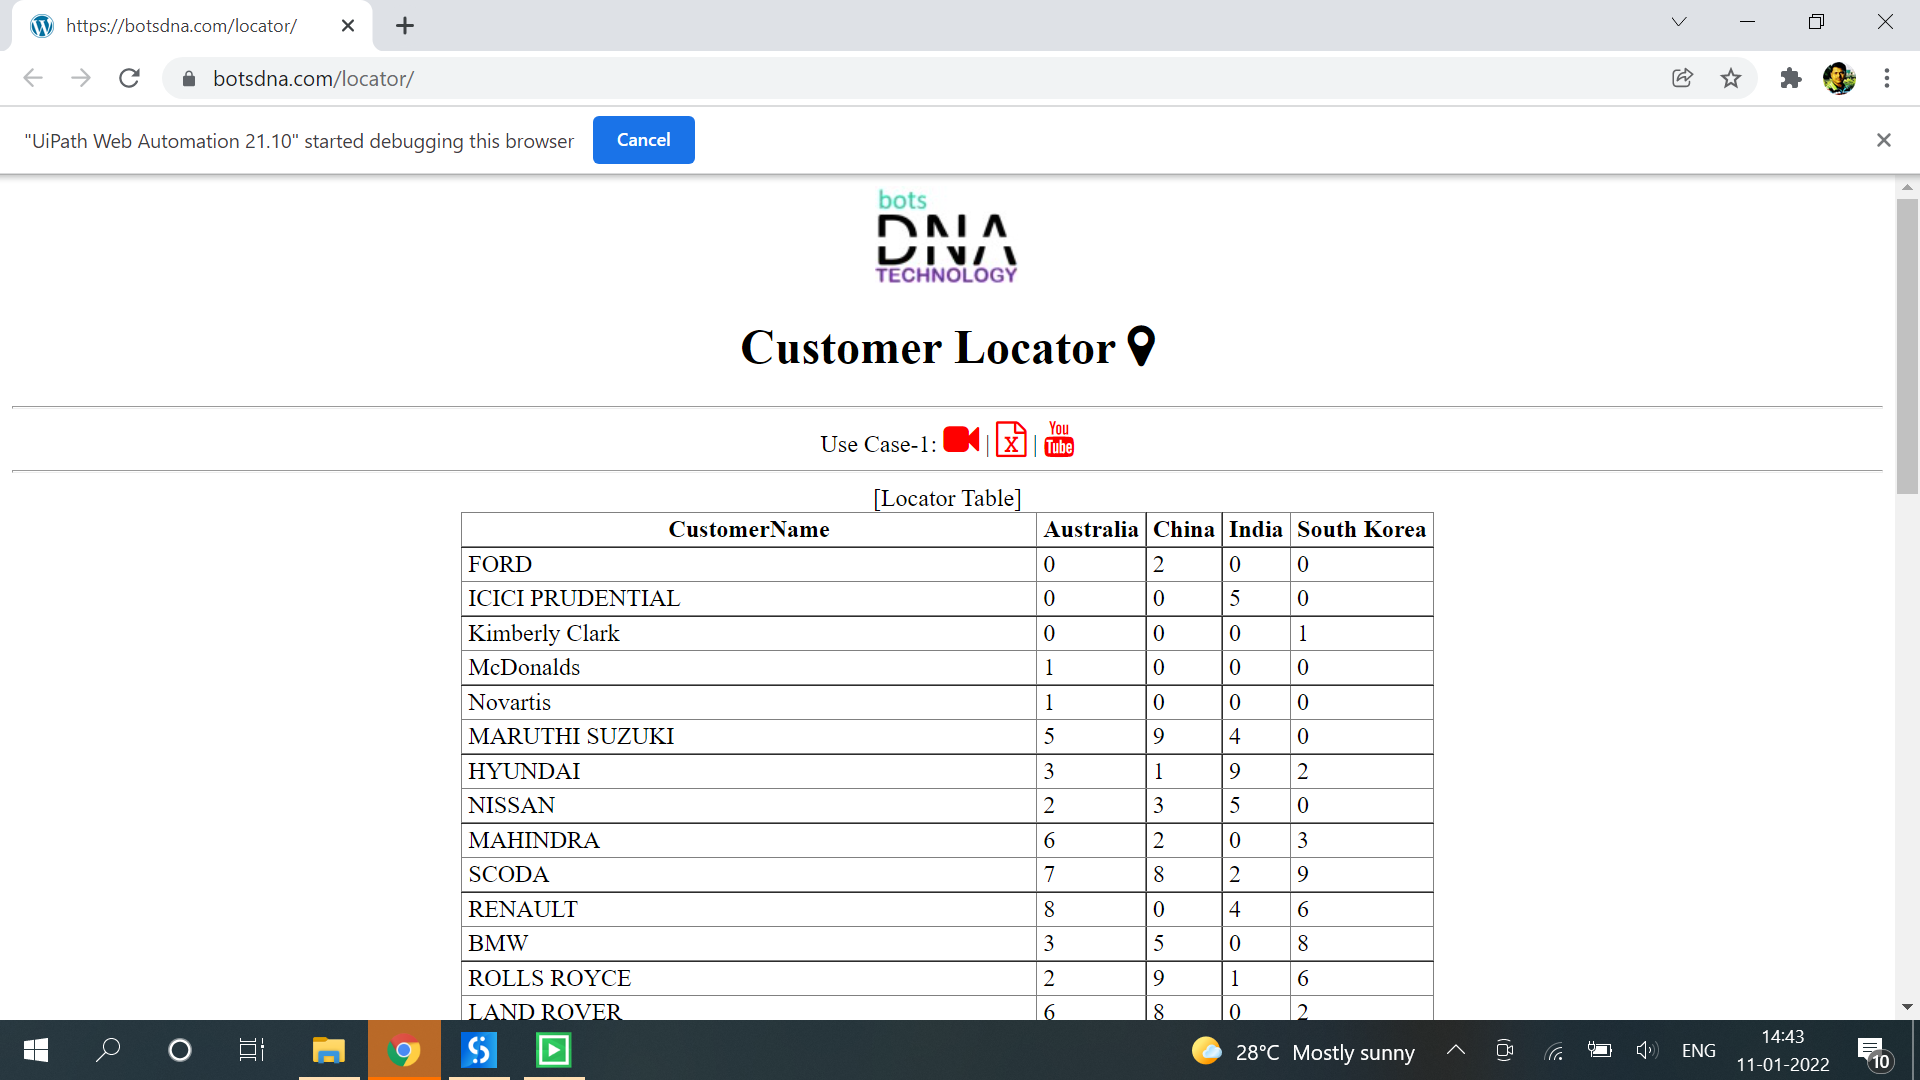 https://botsdna.com/locator/
botsdna.com/locator/
"UiPath Web Automation 21.10" started debugging this browser Cancel
bots
DNA
TECHNOLOGY
Customer Locator
Use Case-1: | X | You Tube
[Locator Table]
CustomerName Australia China India South Korea
FORD 0 2 0 0
ICICI PRUDENTIAL 0 0 5 0
Kimberly Clark 0 0 0 1
McDonalds 1 0 0 0
Novartis 1 0 0 0
MARUTHI SUZUKI 5 9 4 0
HYUNDAI 3 1 9 2
NISSAN 2 3 5 0
MAHINDRA 6 2 0 3
SCODA 7 8 2 9
RENAULT 8 0 4 6
BMW 3 5 0 8
ROLLS ROYCE 2 9 1 6
LAND ROVER 6 8 0 2
28°C Mostly sunny ENG 14:43
11-01-2022 10